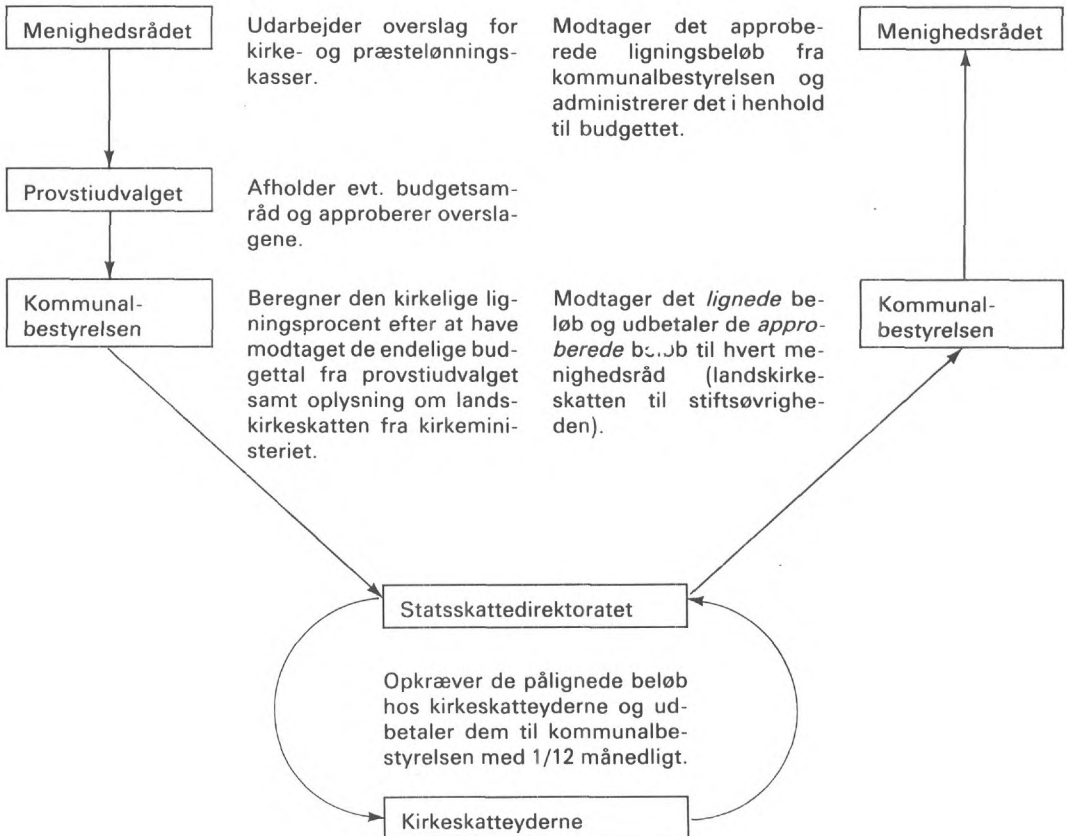 Menighedsrådet
Udarbejder overslag for
kirke- og præstelønnings-
kasser.
Provstiudvalget
Afholder evt. budgetsam-
råd og approberer oversla-
gene.
Kommunal-
bestyrelsen
Beregner den kirkelige lig-
ningsprocent efter at have
modtaget de endelige bud-
gettal fra provstiudvalget
samt oplysning om lands-
kirkeskatten fra kirkemini-
steriet.
Statsskattedirektoratet
Opkræver de pålignede beløb
hos kirkeskatteyderne og ud-
betaler dem til kommunalbe-
styrelsen med 1/12 månedligt.
Kirkeskatteyderne
Kommunal-
bestyrelsen
Modtager det lignede be-
løb og udbetaler de appro-
berede til hvert me-
nighedsråd (landskirke-
skatten til stiftsøvrighe-
den).
Menighedsrådet
Modtager det approbe-
rede ligningsbeløb fra
kommunalbestyrelsen og
administrerer det i henhold
til budgettet.